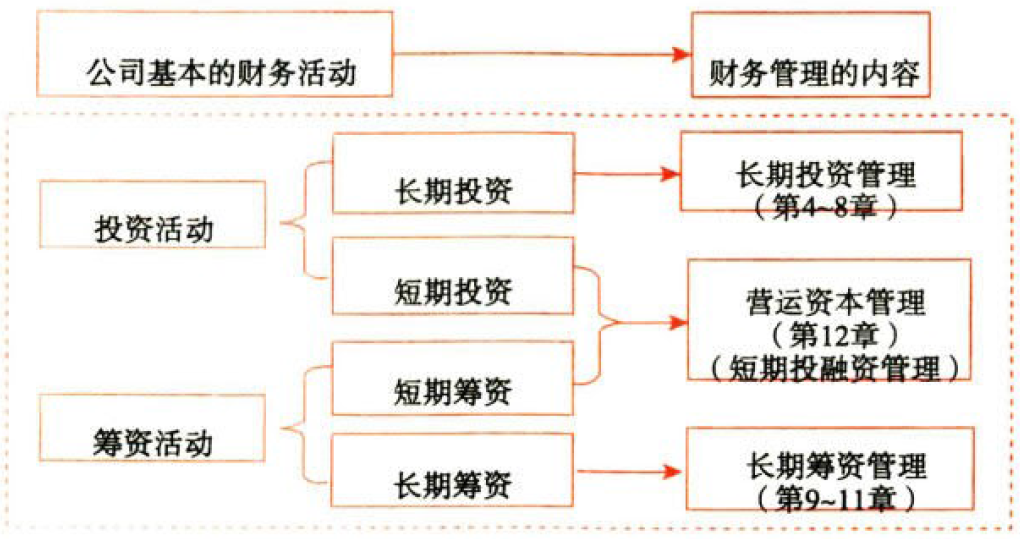 公司基本的财务活动
财务管理的内容
投资活动
长期投资
长期投资管理
（第4~8章）
短期投资
营运资本管理
（第12章）
（短期投融资管理）
筹资活动
短期筹资
长期筹资
长期筹资管理
（第9~11章）